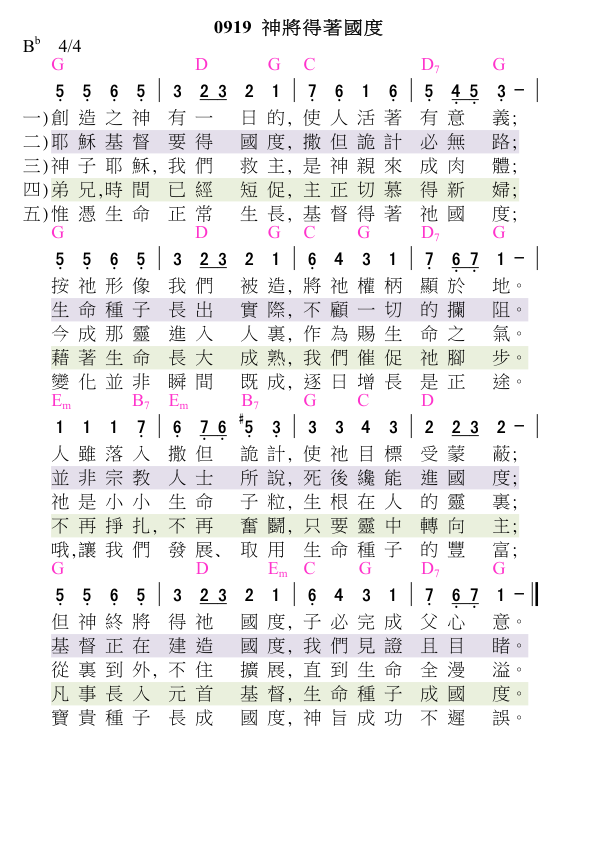 0919 神將得著國度
B♭ 4/4
G D G C D7 G
5 5 6 5 | 3 2 3 2 1 | 7 6 1 6 | 5 4 5 3 - |
一)創造之神有一日的,使人活著有意義;
二)耶穌基督要得國度,撒但詭計必無路;
三)神子耶穌,我們救主,是神親來成肉體;
四)弟兄,時間已經短促,主正切慕得新婦;
五)惟憑生命正常生長,基督得著祂國度;
G D G C G D7 G
5 5 6 5 | 3 2 3 2 1 | 6 4 3 1 | 7 6 7 1 - |
按祂形像我們被造,將祂權柄顯於地。
生命種子長出實際,不顧一切的攔阻。
今成那靈進入人裏,作為賜生命之氣。
藉著生命長大成熟,我們催促祂腳步。
變化並非瞬間既成,逐日增長是正途。
Em B7 Em B7 G C D
1 1 1 7 | 6 7 6 #5 3 | 3 3 4 3 | 2 2 3 2 - |
人雖落入撒但詭計,使祂目標受蒙蔽;
並非宗教人士所說,死後纔能進國度;
祂是小小生命子粒,生根在人的靈裏;
不再掙扎,不再奮鬭,只要靈中轉向主;
哦,讓我們發展、取用生命種子的豐富;
G D Em C G D7 G
5 5 6 5 | 3 2 3 2 1 | 6 4 3 1 | 7 6 7 1 - ||
但神終將得祂國度,子必完成父心意。
基督正在建造國度,我們見證且目睹。
從裏到外,不住擴展,直到生命全漫溢。
凡事長入元首基督,生命種子成國度。
寶貴種子長成國度,神旨成功不遲誤。